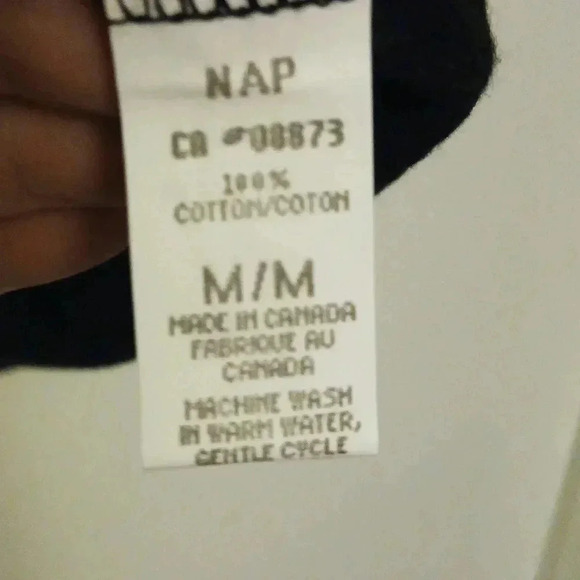 NAP
CA #08873
100%
COTTON/COTON
M/M
MADE IN CANADA
FABRIQUE AU
CANADA
MACHINE WASH
IN WARM WATER,
GENTLE CYCLE